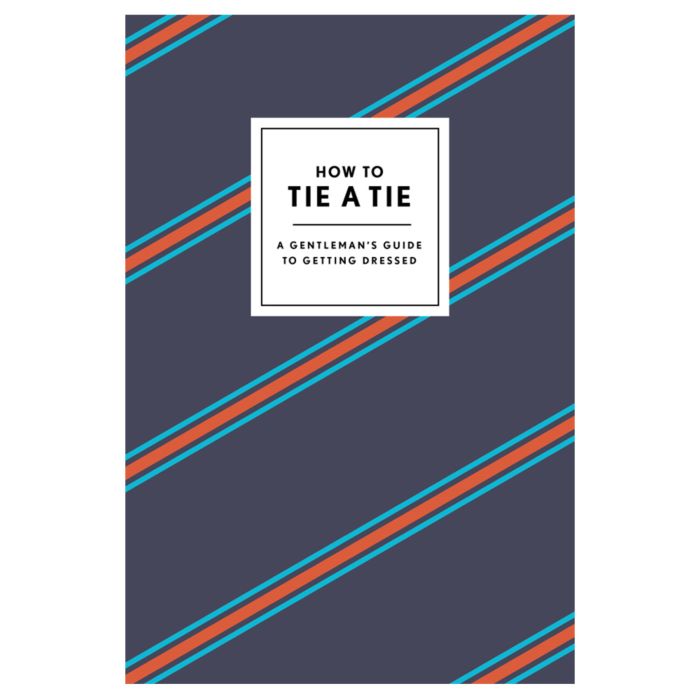 HOW TO
TIE A TIE
A GENTLEMAN'S GUIDE
TO GETTING DRESSED